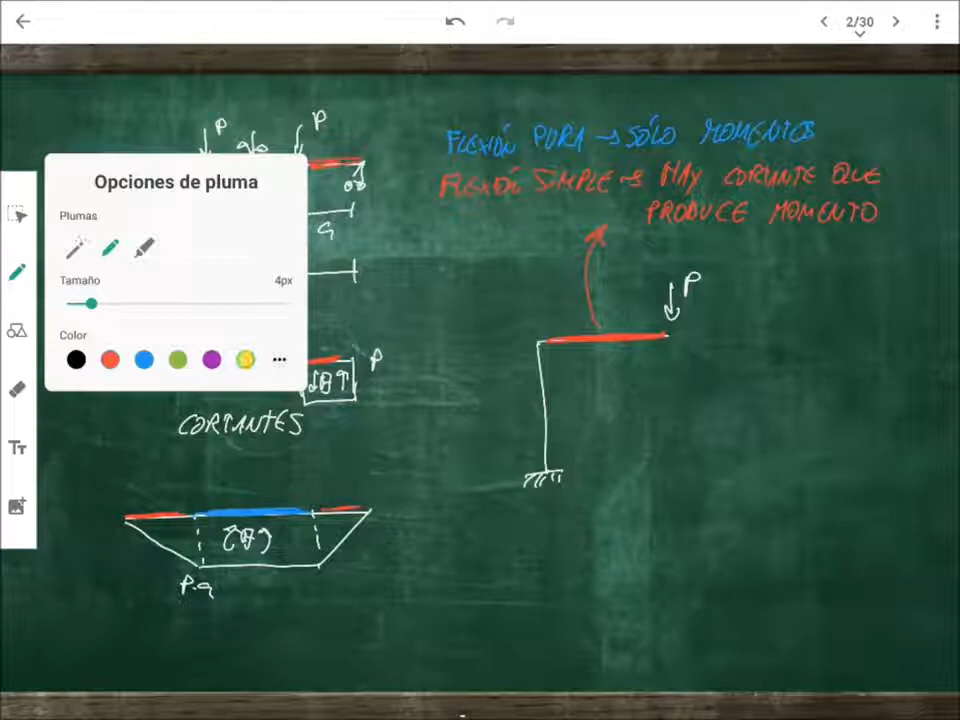 2/30
P
P
FLEXIÓN PURA → SÓLO MOMENTOS
FLEXIÓN SIMPLE → HAY CORTANTE QUE
PRODUCE MOMENTO
Opciones de pluma
Plumas
Tamaño 4px
Color
a
P
P
CORTANTES
P.a
Tт